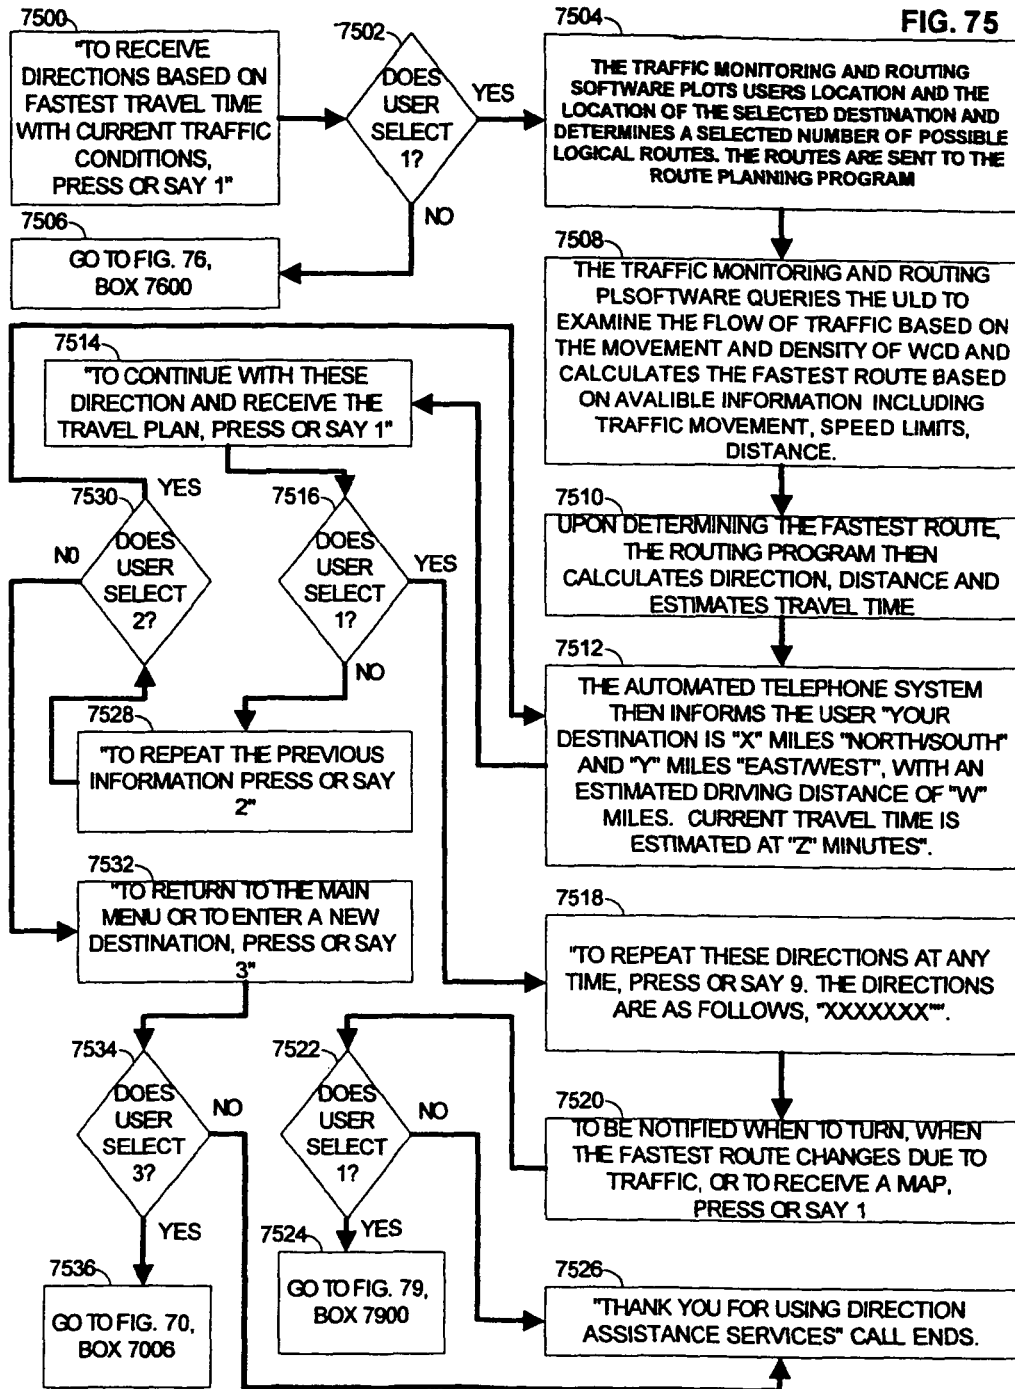 FIG. 75
7500
"TO RECEIVE
DIRECTIONS BASED ON
FASTEST TRAVEL TIME
WITH CURRENT TRAFFIC
CONDITIONS,
PRESS OR SAY 1"
7502
DOES
USER
SELECT
1?
YES
NO
7504
THE TRAFFIC MONITORING AND ROUTING
SOFTWARE PLOTS USERS LOCATION AND THE
LOCATION OF THE SELECTED DESTINATION AND
DETERMINES A SELECTED NUMBER OF POSSIBLE
LOGICAL ROUTES. THE ROUTES ARE SENT TO THE
ROUTE PLANNING PROGRAM
7506
GO TO FIG. 76,
BOX 7600
7508
THE TRAFFIC MONITORING AND ROUTING
PLSOFTWARE QUERIES THE ULD TO
EXAMINE THE FLOW OF TRAFFIC BASED ON
THE MOVEMENT AND DENSITY OF WCD AND
CALCULATES THE FASTEST ROUTE BASED
ON AVALIBLE INFORMATION INCLUDING
TRAFFIC MOVEMENT, SPEED LIMITS,
DISTANCE.
7510
UPON DETERMINING THE FASTEST ROUTE,
THE ROUTING PROGRAM THEN
CALCULATES DIRECTION, DISTANCE AND
ESTIMATES TRAVEL TIME
7512
THE AUTOMATED TELEPHONE SYSTEM
THEN INFORMS THE USER "YOUR
DESTINATION IS "X" MILES "NORTH/SOUTH"
AND "Y" MILES "EAST/WEST", WITH AN
ESTIMATED DRIVING DISTANCE OF "W"
MILES. CURRENT TRAVEL TIME IS
ESTIMATED AT "Z" MINUTES".
7514
"TO CONTINUE WITH THESE
DIRECTION AND RECEIVE THE
TRAVEL PLAN, PRESS OR SAY 1"
7516
DOES
USER
SELECT
1?
YES
NO
7530
DOES
USER
SELECT
2?
YES
NO
7528
"TO REPEAT THE PREVIOUS
INFORMATION PRESS OR SAY
2"
7532
"TO RETURN TO THE MAIN
MENU OR TO ENTER A NEW
DESTINATION, PRESS OR SAY
3"
7518
"TO REPEAT THESE DIRECTIONS AT ANY
TIME, PRESS OR SAY 9. THE DIRECTIONS
ARE AS FOLLOWS, "XXXXXXX"".
7520
TO BE NOTIFIED WHEN TO TURN, WHEN
THE FASTEST ROUTE CHANGES DUE TO
TRAFFIC, OR TO RECEIVE A MAP,
PRESS OR SAY 1
7534
DOES
USER
SELECT
3?
NO
YES
7522
DOES
USER
SELECT
1?
NO
YES
7536
GO TO FIG. 70,
BOX 7006
7524
GO TO FIG. 79,
BOX 7900
7526
"THANK YOU FOR USING DIRECTION
ASSISTANCE SERVICES" CALL ENDS.